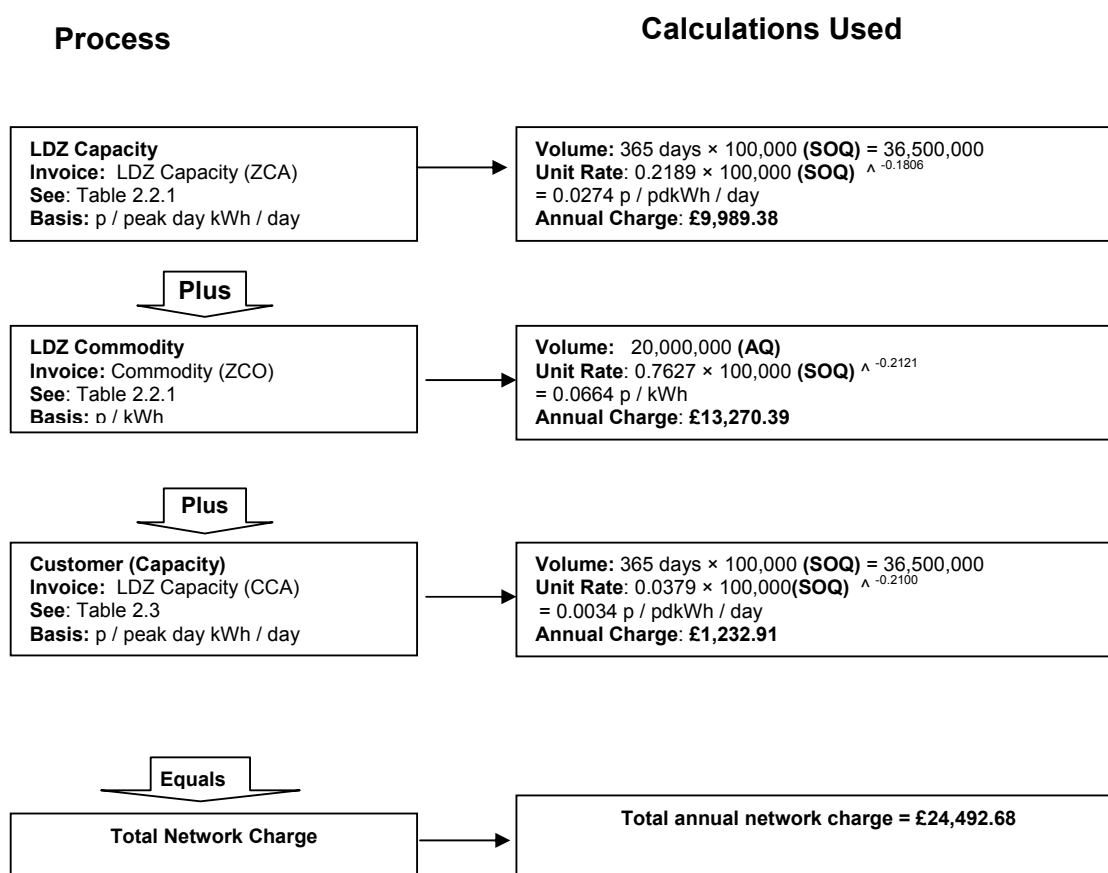 Process
Calculations Used
LDZ Capacity
Invoice: LDZ Capacity (ZCA)
See: Table 2.2.1
Basis: p / peak day kWh / day
Volume: 365 days × 100,000 (SOQ) = 36,500,000
Unit Rate: 0.2189 × 100,000 (SOQ) ^ -0.1806
= 0.0274 p / pdkWh / day
Annual Charge: £9,989.38
Plus
LDZ Commodity
Invoice: Commodity (ZCO)
See: Table 2.2.1
Basis: p / kWh
Volume: 20,000,000 (AQ)
Unit Rate: 0.7627 × 100,000 (SOQ) ^ -0.2121
= 0.0664 p / kWh
Annual Charge: £13,270.39
Plus
Customer (Capacity)
Invoice: LDZ Capacity (CCA)
See: Table 2.3
Basis: p / peak day kWh / day
Volume: 365 days × 100,000 (SOQ) = 36,500,000
Unit Rate: 0.0379 × 100,000(SOQ) ^ -0.2100
= 0.0034 p / pdkWh / day
Annual Charge: £1,232.91
Equals
Total Network Charge
Total annual network charge = £24,492.68